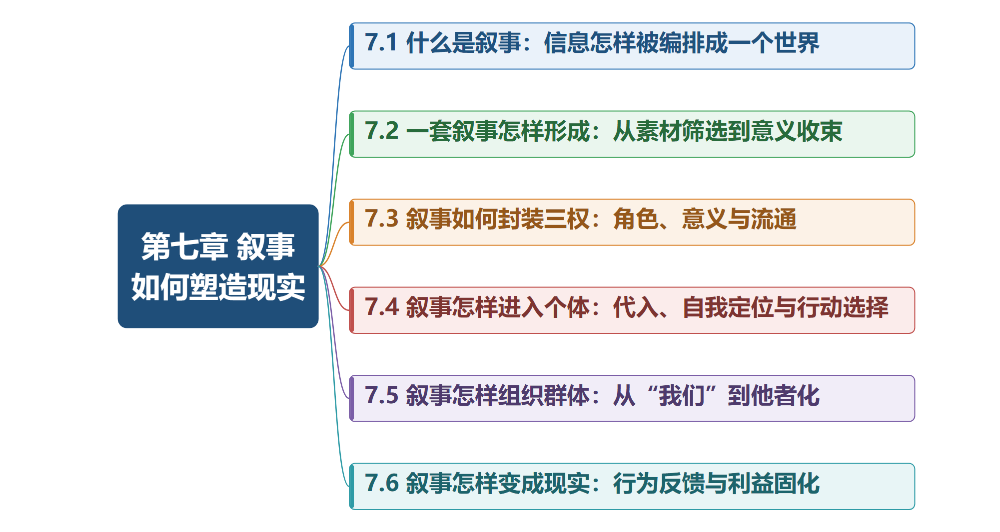 第七章 叙事
如何塑造现实
7.1 什么是叙事：信息怎样被编排成一个世界
7.2 一套叙事怎样形成：从素材筛选到意义收束
7.3 叙事如何封装三权：角色、意义与流通
7.4 叙事怎样进入个体：代入、自我定位与行动选择
7.5 叙事怎样组织群体：从“我们”到他者化
7.6 叙事怎样变成现实：行为反馈与利益固化